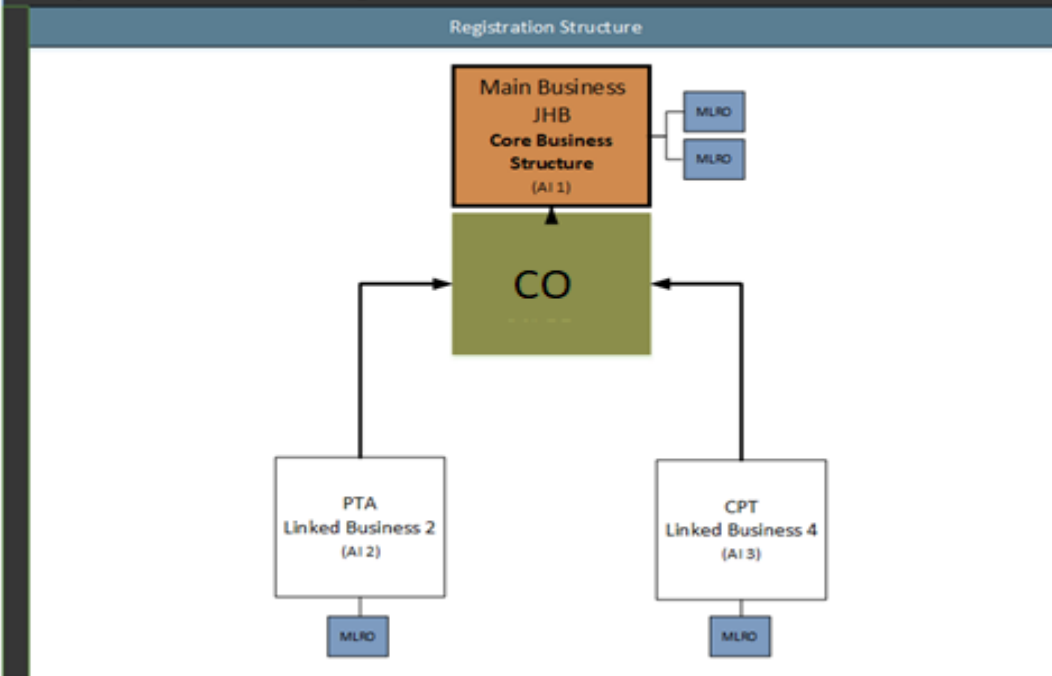 Registration Structure
Main Business
JHB
Core Business
Structure
(AI 1)
MLRO
MLRO
CO
PTA
Linked Business 2
(AI 2)
MLRO
CPT
Linked Business 4
(AI 3)
MLRO